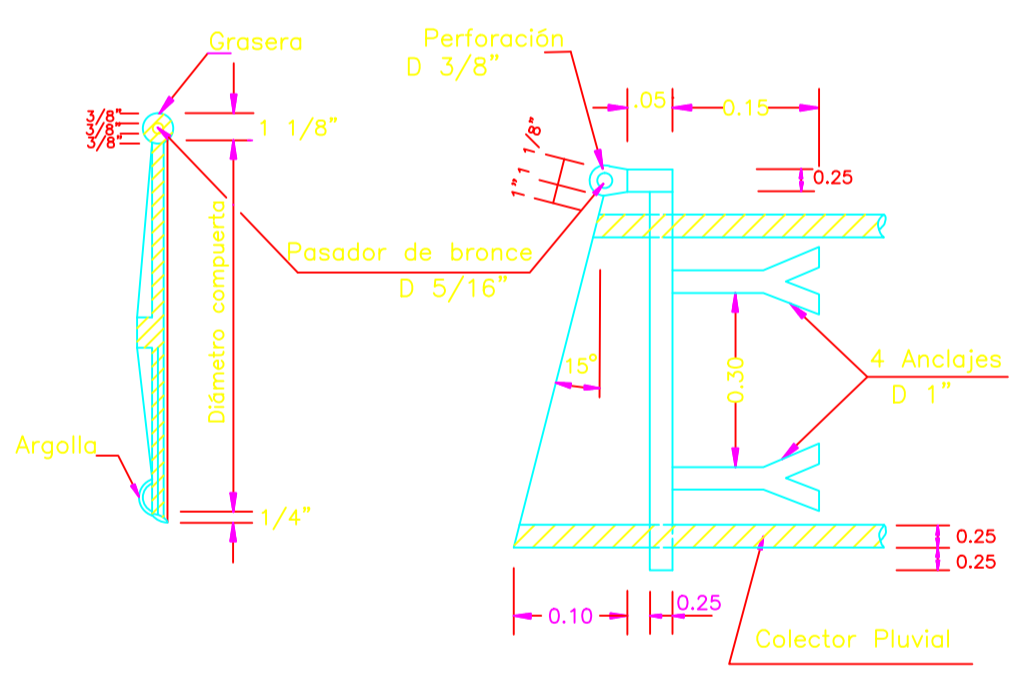 Grasera
3/8"
3/8"
3/8"
1 1/8"
Diámetro compuerta
Argolla
1/4"
Pasador de bronce
D 5/16"
Perforación
D 3/8"
.05
0.15
1 1/8"
1"
0.25
15°
0.30
4 Anclajes
D 1"
0.25
0.25
0.10
0.25
Colector Pluvial